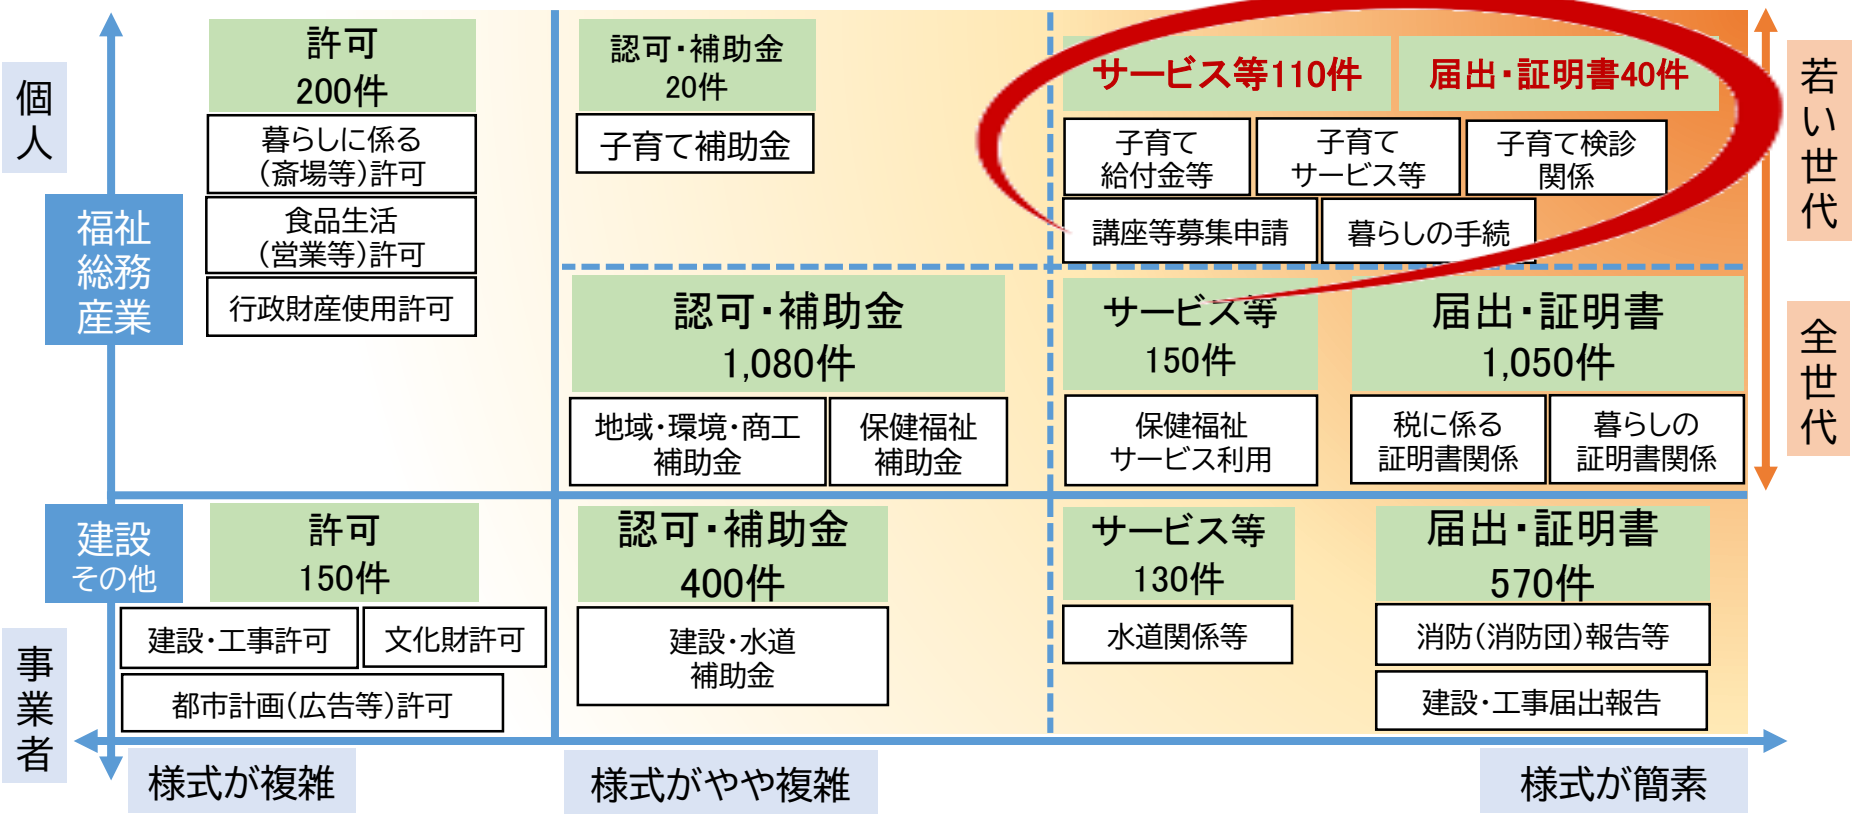 個人
福祉
総務
産業
建設
その他
事業者
許可
200件
暮らしに係る
(斎場等)許可
食品生活
(営業等)許可
行政財産使用許可
認可・補助金
20件
子育て補助金
サービス等110件
届出・証明書40件
子育て
給付金等
子育て
サービス等
子育て検診
関係
講座等募集申請
暮らしの手続
若い世代
認可・補助金
1,080件
地域・環境・商工
補助金
保健福祉
補助金
サービス等
150件
保健福祉
サービス利用
届出・証明書
1,050件
税に係る
証明書関係
暮らしの
証明書関係
全世代
許可
150件
建設・工事許可
文化財許可
都市計画(広告等)許可
認可・補助金
400件
建設・水道
補助金
サービス等
130件
水道関係等
届出・証明書
570件
消防(消防団)報告等
建設・工事届出報告
様式が複雑
様式がやや複雑
様式が簡素